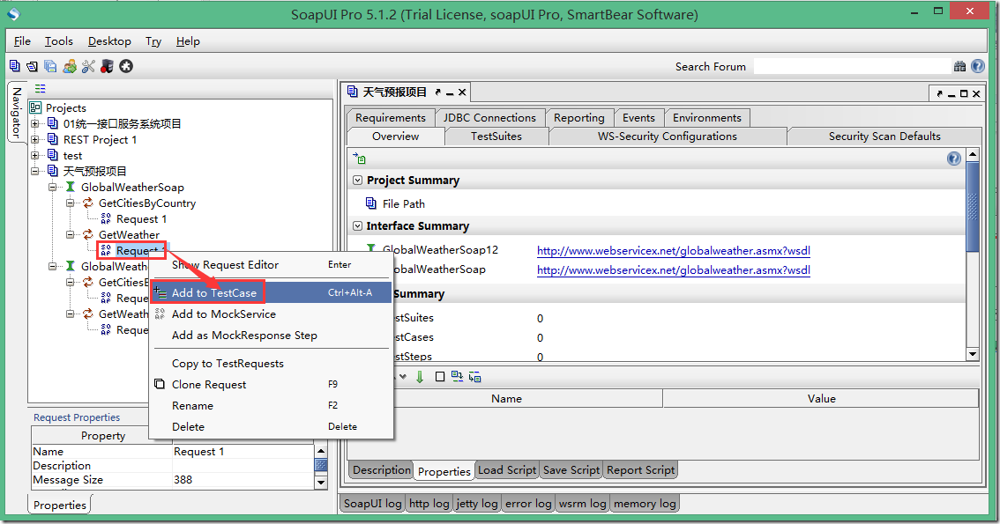 SoapUI Pro 5.1.2 (Trial License, soapUI Pro, SmartBear Software)
File Tools Desktop Try Help
Search Forum
Navigator
Projects
01统一接口服务系统项目
REST Project 1
test
天气预报项目
GlobalWeatherSoap
GetCitiesByCountry
Request 1
GetWeather
Request
GlobalWeath
GetCitiesB
Reque
GetWeath
Reque
Show Request Editor Enter
Add to TestCase Ctrl+Alt-A
Add to MockService
Add as MockResponse Step
Copy to TestRequests
Clone Request F9
Rename F2
Delete Delete
Request Properties
Property
Name Request 1
Description
Message Size 388
Properties
天气预报项目
Requirements JDBC Connections Reporting Events Environments
Overview TestSuites WS-Security Configurations Security Scan Defaults
Project Summary
File Path
Interface Summary
GlobalWeatherSoap12 http://www.webservicex.net/globalweather.asmx?wsdl
GlobalWeatherSoap http://www.webservicex.net/globalweather.asmx?wsdl
Summary
estSuites 0
estCases 0
estSteps 0
Name Value
Description Properties Load Script Save Script Report Script
SoapUI log http log jetty log error log wsrm log memory log